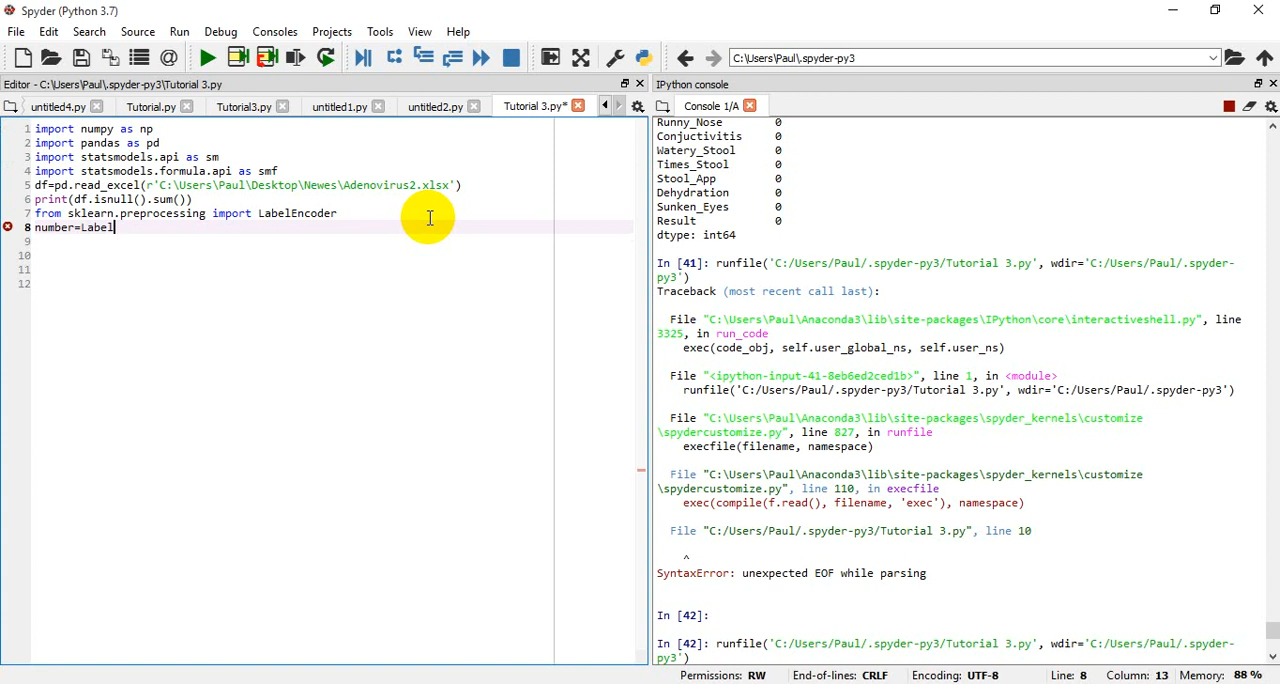 Spyder (Python 3.7)
File Edit Search Source Run Debug Consoles Projects Tools View Help
C:\Users\Paul\.spyder-py3
Editor - C:\Users\Paul\.spyder-py3\Tutorial 3.py
IPython console
untitled4.py Tutorial.py Tutorial3.py untitled1.py untitled2.py Tutorial 3.py*
Console 1/A
1 import numpy as np
2 import pandas as pd
3 import statsmodels.api as sm
4 import statsmodels.formula.api as smf
5 df=pd.read_excel(r'C:\Users\Paul\Desktop\Newes\Adenovirus2.xlsx')
6 print(df.isnull().sum())
7 from sklearn.preprocessing import LabelEncoder
8 number=Label
9
10
11
12
Runny_Nose 0
Conjuctivitis 0
Watery_Stool 0
Times_Stool 0
Stool_App 0
Dehydration 0
Sunken_Eyes 0
Result 0
dtype: int64
In [41]: runfile('C:/Users/Paul/.spyder-py3/Tutorial 3.py', wdir='C:/Users/Paul/.spyder-
py3')
Traceback (most recent call last):
File "C:\Users\Paul\Anaconda3\lib\site-packages\IPython\core\interactiveshell.py", line
3325, in run_code
exec(code_obj, self.user_global_ns, self.user_ns)
File "<ipython-input-41-8eb6ed2ced1b>", line 1, in <module>
runfile('C:/Users/Paul/.spyder-py3/Tutorial 3.py', wdir='C:/Users/Paul/.spyder-py3')
File "C:\Users\Paul\Anaconda3\lib\site-packages\spyder_kernels\customize
\spydercustomize.py", line 827, in runfile
execfile(filename, namespace)
File "C:\Users\Paul\Anaconda3\lib\site-packages\spyder_kernels\customize
\spydercustomize.py", line 110, in execfile
exec(compile(f.read(), filename, 'exec'), namespace)
File "C:/Users/Paul/.spyder-py3/Tutorial 3.py", line 10
^
SyntaxError: unexpected EOF while parsing
In [42]:
In [42]: runfile('C:/Users/Paul/.spyder-py3/Tutorial 3.py', wdir='C:/Users/Paul/.spyder-
py3')
Permissions: RW End-of-lines: CRLF Encoding: UTF-8 Line: 8 Column: 13 Memory: 88 %